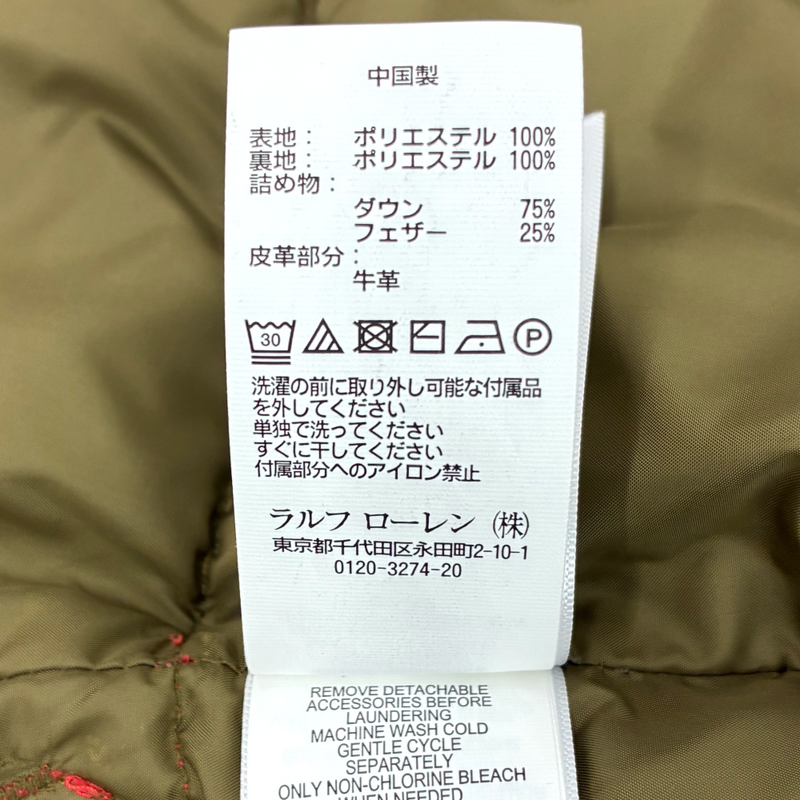 中国製
表地： ポリエステル 100%
裏地： ポリエステル 100%
詰め物：
ダウン 75%
フェザー 25%
皮革部分：
牛革
30 P
洗濯の前に取り外し可能な付属品
を外してください
単独で洗ってください
すぐに干してください
付属部分へのアイロン禁止
ラルフ ローレン ㈱
東京都千代田区永田町2-10-1
0120-3274-20
REMOVE DETACHABLE
ACCESSORIES BEFORE
LAUNDERING
MACHINE WASH COLD
GENTLE CYCLE
SEPARATELY
ONLY NON-CHLORINE BLEACH
WHEN NEEDED